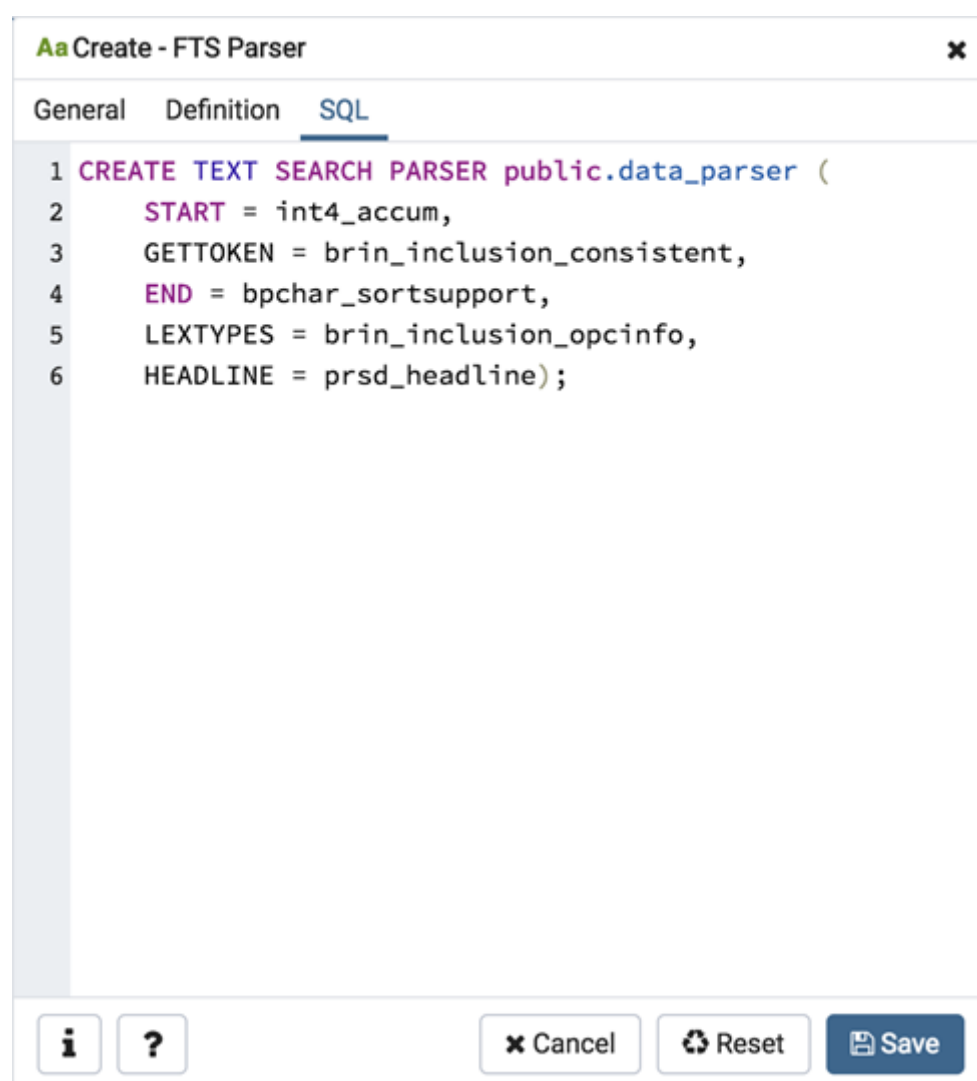 Aa Create - FTS Parser
General Definition SQL
1 CREATE TEXT SEARCH PARSER public.data_parser (
2 START = int4_accum,
3 GETTOKEN = brin_inclusion_consistent,
4 END = bpchar_sortsupport,
5 LEXTYPES = brin_inclusion_opcinfo,
6 HEADLINE = prsd_headline);
i ? Cancel Reset Save